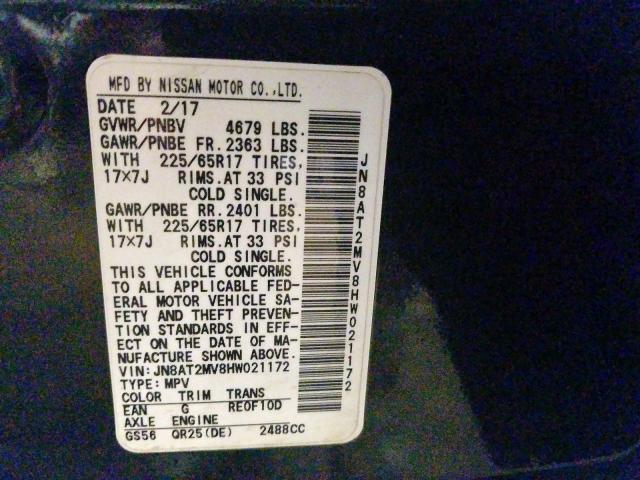 MFD BY NISSAN MOTOR CO.,LTD.
DATE 2/17
GVWR/PNBV 4679 LBS.
GAWR/PNBE FR. 2363 LBS.
WITH 225/65R17 TIRES,
17×7J RIMS.AT 33 PSI
COLD SINGLE.
GAWR/PNBE RR. 2401 LBS.
WITH 225/65R17 TIRES,
17×7J RIMS.AT 33 PSI
COLD SINGLE.
THIS VEHICLE CONFORMS
TO ALL APPLICABLE FED-
ERAL MOTOR VEHICLE SA-
FETY AND THEFT PREVEN-
TION STANDARDS IN EFF-
ECT ON THE DATE OF MA-
NUFACTURE SHOWN ABOVE.
VIN:JN8AT2MV8HW021172
TYPE:MPV
COLOR TRIM TRANS
EAN G RE0F10D
AXLE ENGINE
GS56 QR25(DE) 2488CC
JN8AT2MV8HW021172